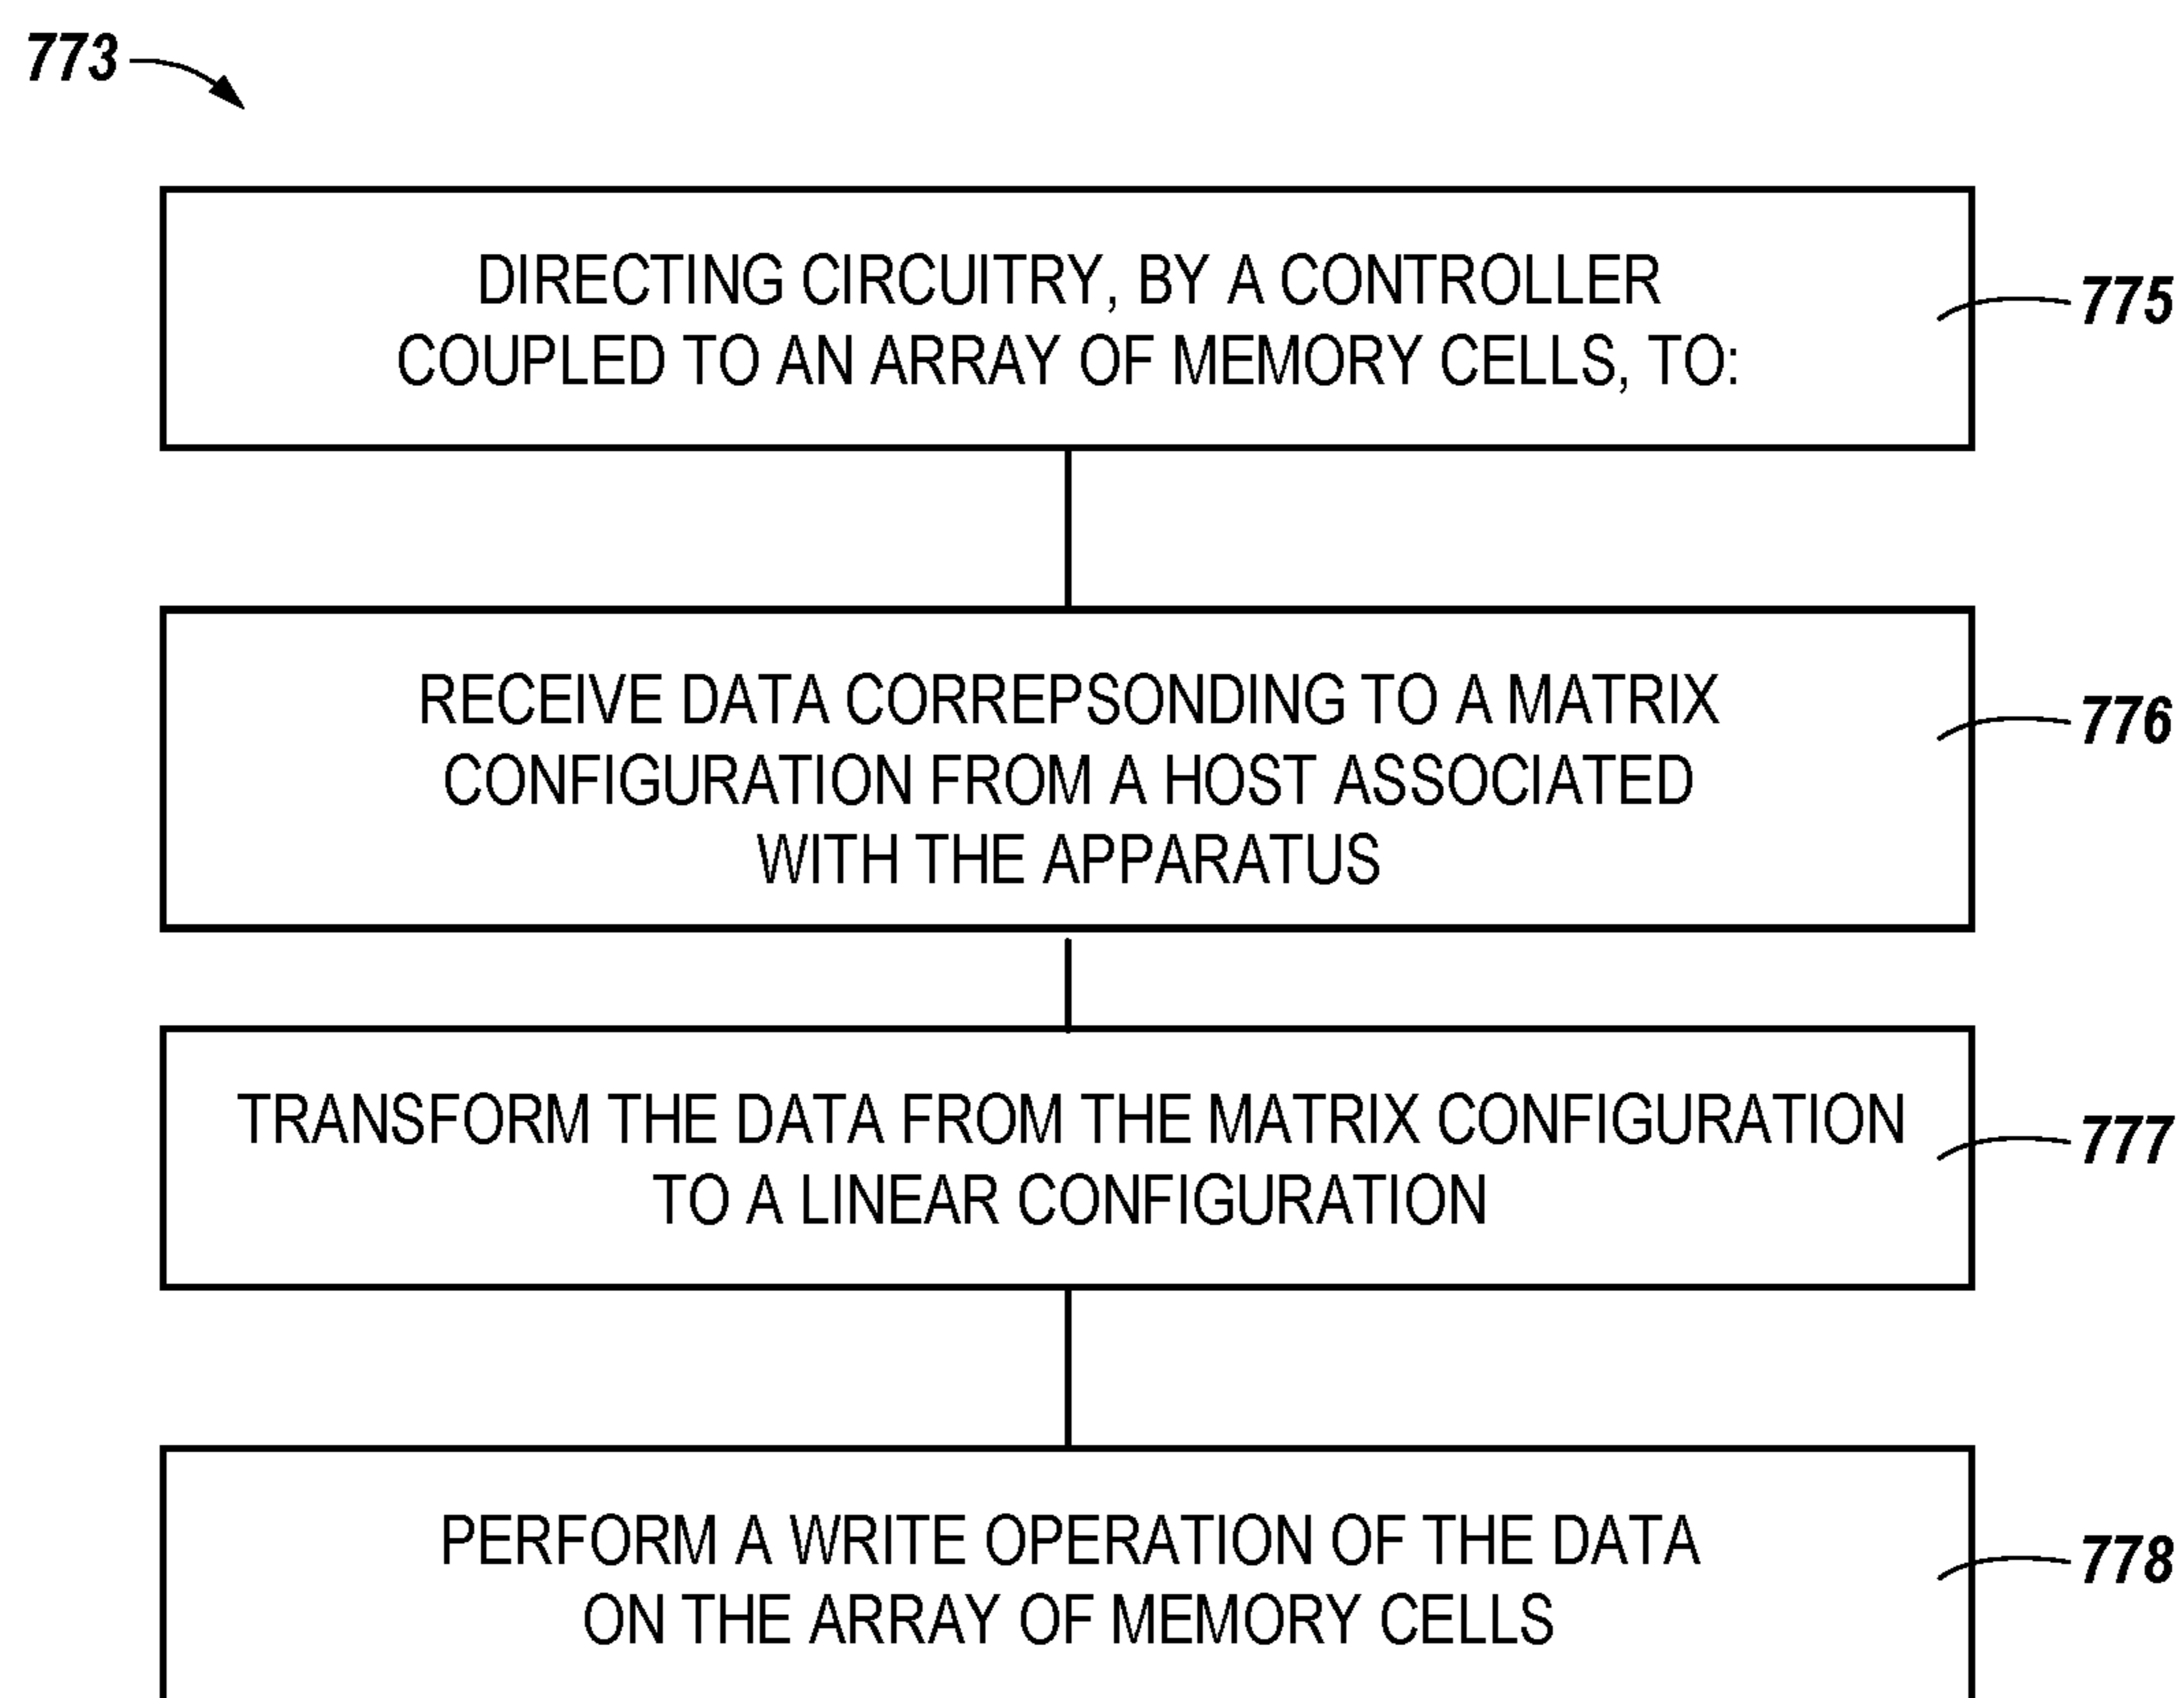 773
DIRECTING CIRCUITRY, BY A CONTROLLER
COUPLED TO AN ARRAY OF MEMORY CELLS, TO:
775
RECEIVE DATA CORREPSONDING TO A MATRIX
CONFIGURATION FROM A HOST ASSOCIATED
WITH THE APPARATUS
776
TRANSFORM THE DATA FROM THE MATRIX CONFIGURATION
TO A LINEAR CONFIGURATION
777
PERFORM A WRITE OPERATION OF THE DATA
ON THE ARRAY OF MEMORY CELLS
778